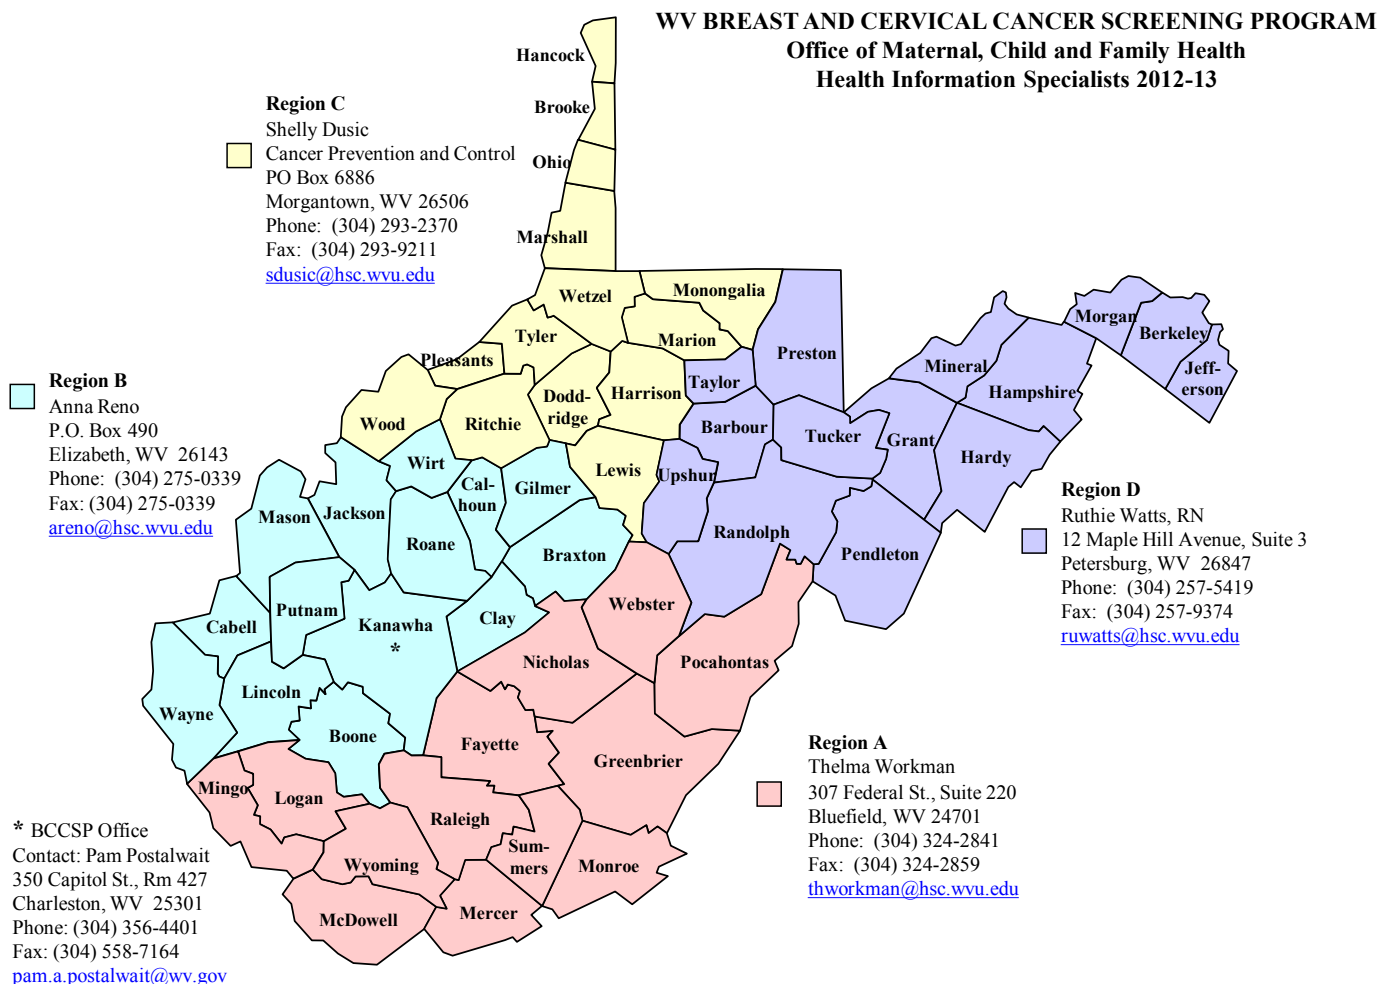 WV BREAST AND CERVICAL CANCER SCREENING PROGRAM
Office of Maternal, Child and Family Health
Health Information Specialists 2012-13
Region C
Shelly Dusic
Cancer Prevention and Control
PO Box 6886
Morgantown, WV 26506
Phone: (304) 293-2370
Fax: (304) 293-9211
sdusic@hsc.wvu.edu
Region B
Anna Reno
P.O. Box 490
Elizabeth, WV 26143
Phone: (304) 275-0339
Fax: (304) 275-0339
areno@hsc.wvu.edu
Region D
Ruthie Watts, RN
12 Maple Hill Avenue, Suite 3
Petersburg, WV 26847
Phone: (304) 257-5419
Fax: (304) 257-9374
ruwatts@hsc.wvu.edu
Region A
Thelma Workman
307 Federal St., Suite 220
Bluefield, WV 24701
Phone: (304) 324-2841
Fax: (304) 324-2859
thworkman@hsc.wvu.edu
* BCCSP Office
Contact: Pam Postalwait
350 Capitol St., Rm 427
Charleston, WV 25301
Phone: (304) 356-4401
Fax: (304) 558-7164
pam.a.postalwait@wv.gov
Hancock
Brooke
Ohio
Marshall
Wetzel
Monongalia
Tyler
Marion
Pleasants
Preston
Taylor
Harrison
Dodd-
ridge
Wood
Ritchie
Barbour
Tucker
Mineral
Hampshire
Morgan
Berkeley
Jeff-
erson
Grant
Hardy
Wirt
Cal-
houn
Gilmer
Lewis
Upshur
Mason
Jackson
Roane
Braxton
Randolph
Pendleton
Cabell
Putnam
Kanawha
*
Clay
Webster
Nicholas
Pocahontas
Wayne
Lincoln
Boone
Fayette
Greenbrier
Mingo
Logan
Raleigh
Wyoming
Sum-
mers
Monroe
McDowell
Mercer